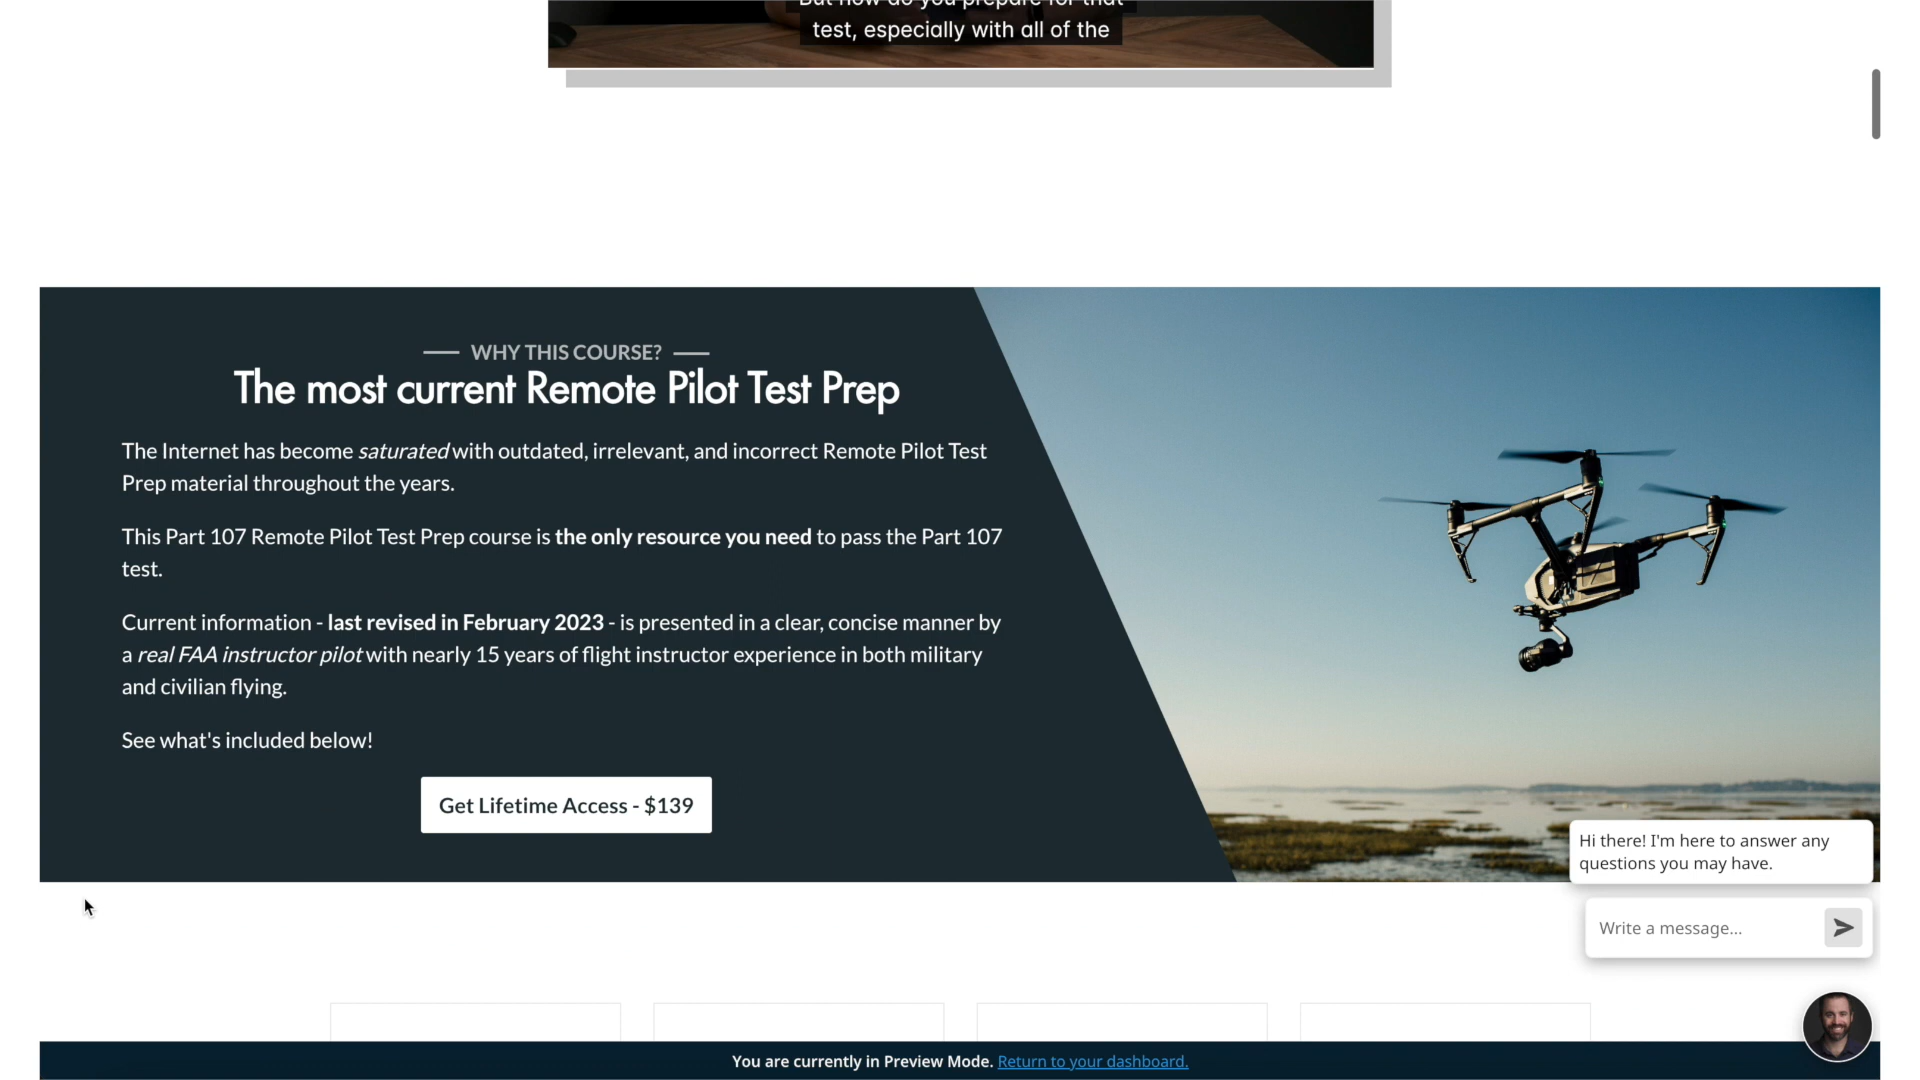 test, especially with all of the
WHY THIS COURSE?
The most current Remote Pilot Test Prep
The Internet has become saturated with outdated, irrelevant, and incorrect Remote Pilot Test
Prep material throughout the years.
This Part 107 Remote Pilot Test Prep course is the only resource you need to pass the Part 107
test.
Current information - last revised in February 2023 - is presented in a clear, concise manner by
a real FAA instructor pilot with nearly 15 years of flight instructor experience in both military
and civilian flying.
See what's included below!
Get Lifetime Access - $139
Hi there! I'm here to answer any
questions you may have.
Write a message...
You are currently in Preview Mode. Return to your dashboard.